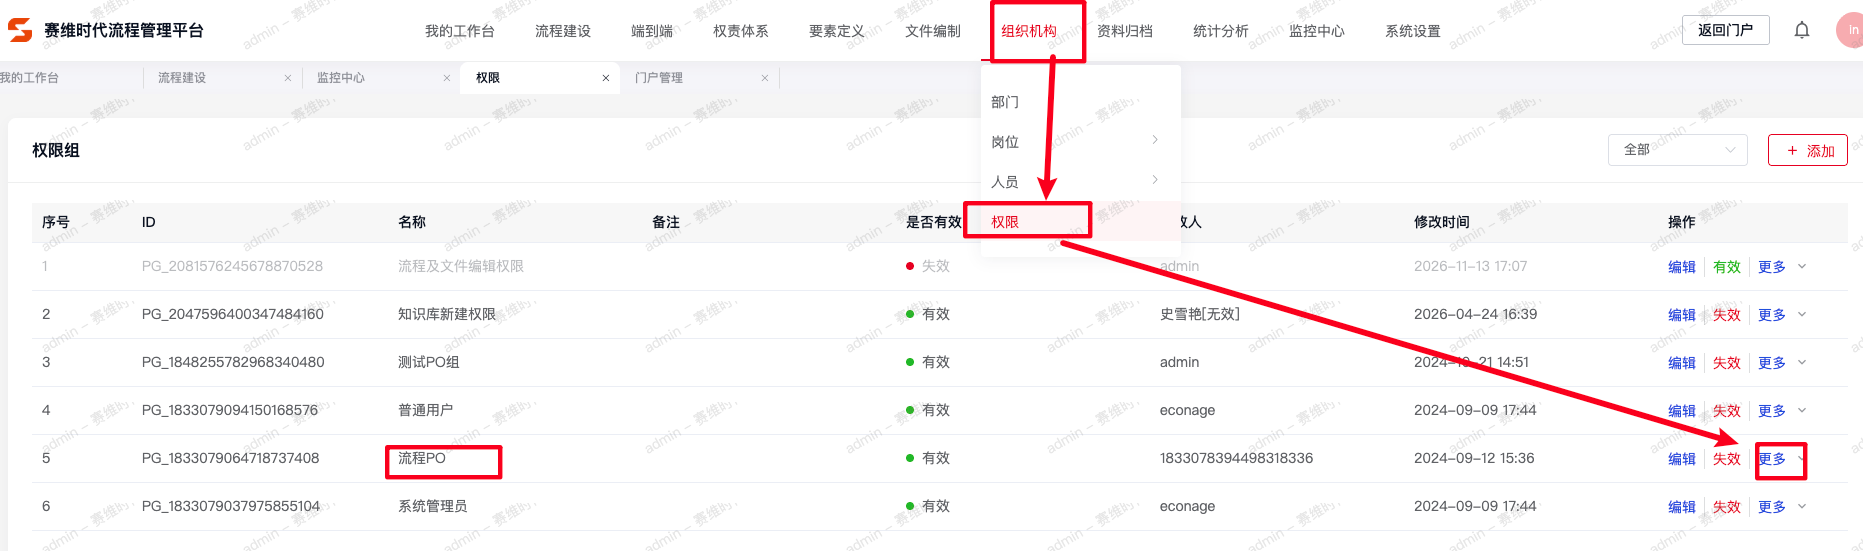 赛维时代流程管理平台
我的工作台 流程建设 端到端 权责体系 要素定义 文件编制 组织机构 资料归档 统计分析 监控中心 系统设置 返回门户 in
我的工作台 流程建设 监控中心 权限 门户管理
部门
岗位
人员
权限
权限组 全部 添加
序号 ID 名称 备注 是否有效 人 修改时间 操作
1 PG_2081576245678870528 流程及文件编辑权限 失效 admin 2026-11-13 17:07 编辑 有效 更多
2 PG_2047596400347484160 知识库新建权限 有效 史雪艳[无效] 2026-04-24 16:39 编辑 失效 更多
3 PG_1848255782968340480 测试PO组 有效 admin 2024-10-21 14:51 编辑 失效 更多
4 PG_1833079094150168576 普通用户 有效 econage 2024-09-09 17:44 编辑 失效 更多
5 PG_1833079064718737408 流程PO 有效 1833078394498318336 2024-09-12 15:36 编辑 失效 更多
6 PG_1833079037975855104 系统管理员 有效 econage 2024-09-09 17:44 编辑 失效 更多